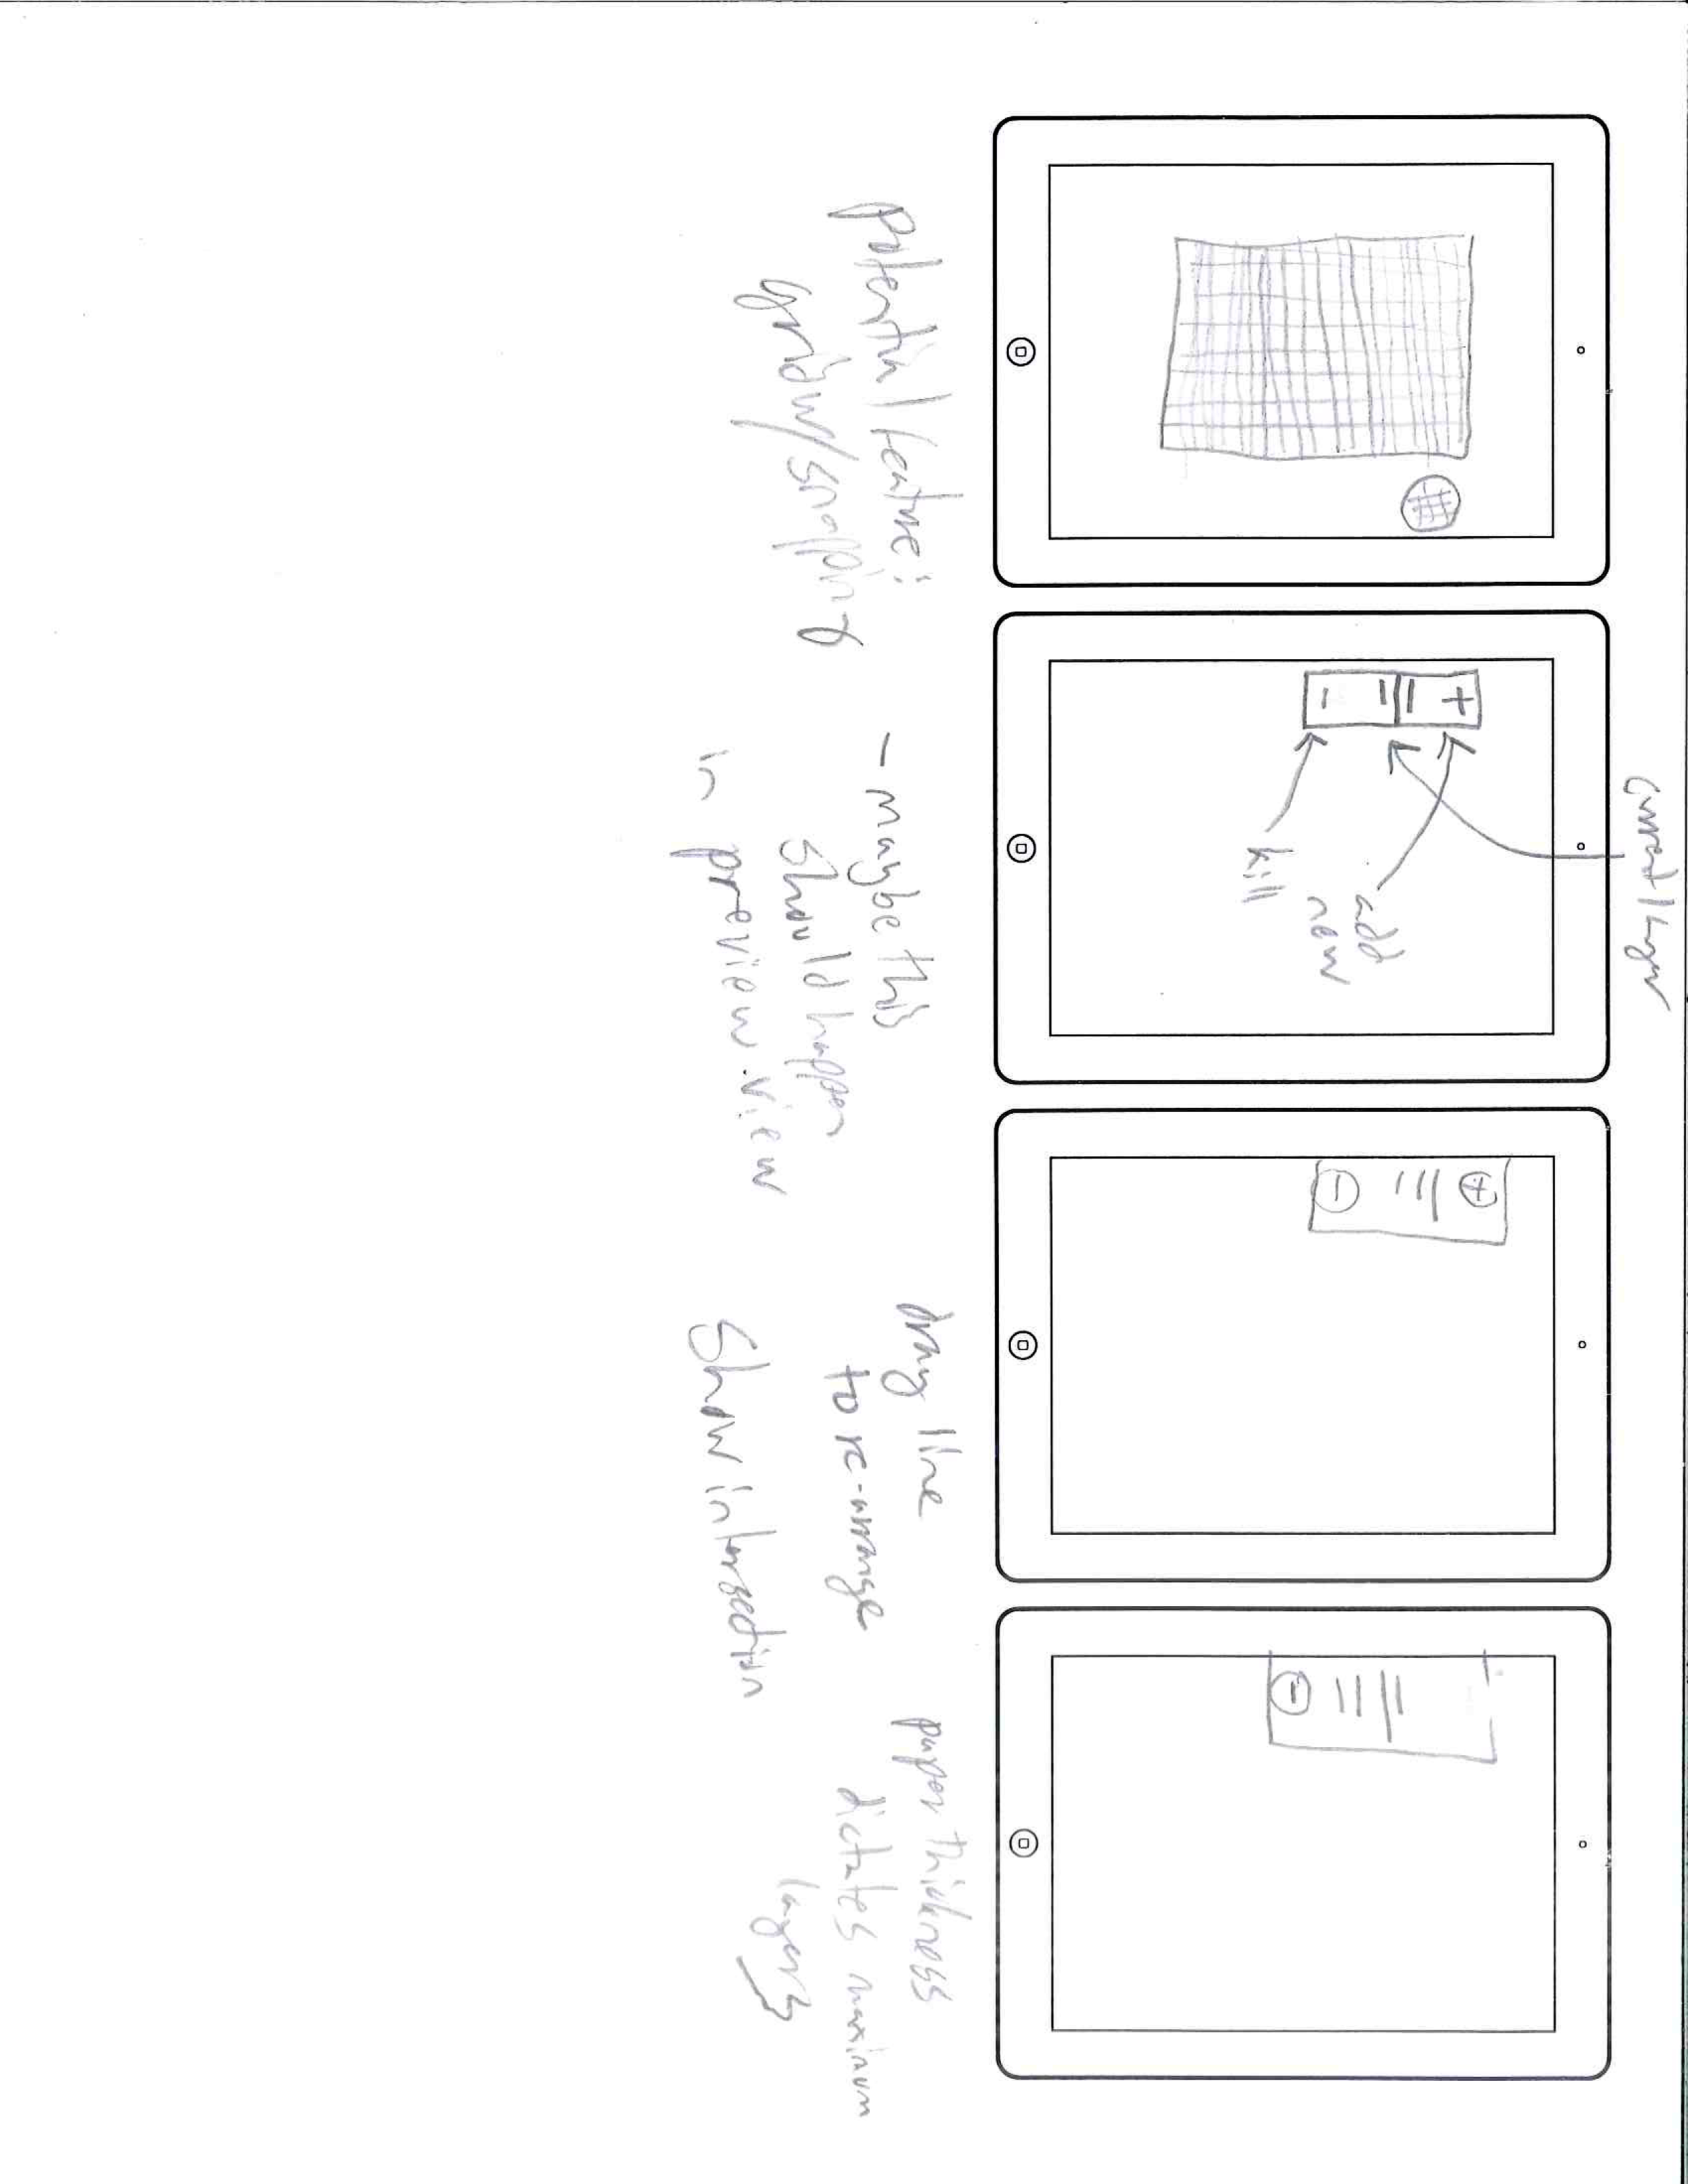 current layer
+
-
add
new
kill
+
-
-
potential feature:
grid w/ snapping
- maybe this
should happen
in preview view
drag line
to re-arrange
Show intersection
paper thickness
dictates maximum
layers